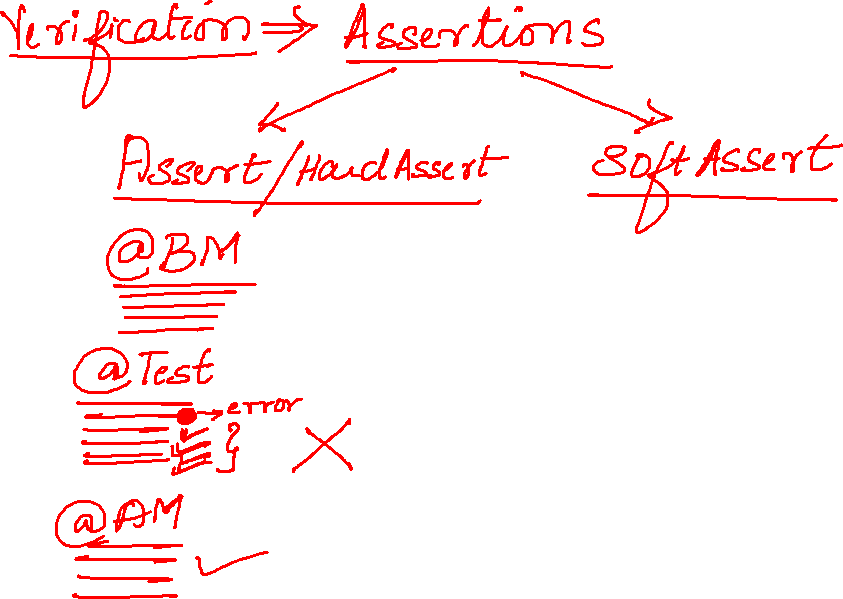 Verification ⇒ Assertions
Assert/HardAssert
SoftAssert
@BM
@Test
error
@AM